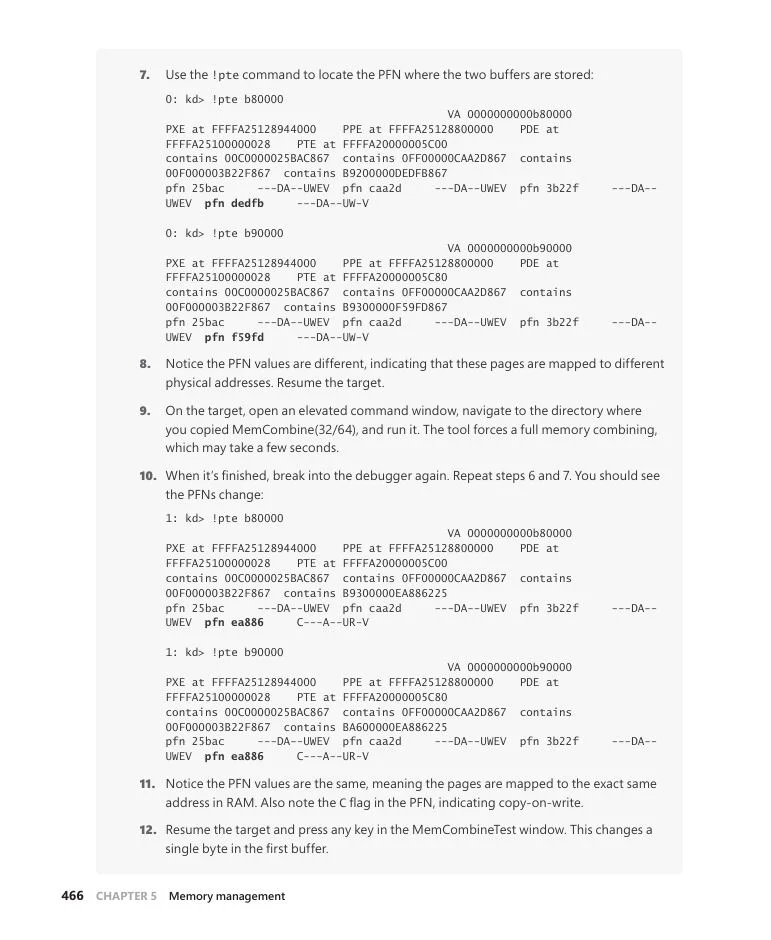 7. Use the !pte command to locate the PFN where the two buffers are stored:
0: kd> !pte b80000
VA 0000000000b80000
PXE at FFFFA25128944000    PPE at FFFFA25128800000    PDE at
FFFFA25100000028    PTE at FFFFA20000005C00
contains 00C0000025BAC867  contains 0FF00000CAA2D867  contains
00F000003B22F867  contains B9200000DEDFB867
pfn 25bac     ---DA--UWEV  pfn caa2d     ---DA--UWEV  pfn 3b22f     ---DA--
UWEV  pfn dedfb     ---DA--UW-V
0: kd> !pte b90000
VA 0000000000b90000
PXE at FFFFA25128944000    PPE at FFFFA25128800000    PDE at
FFFFA25100000028    PTE at FFFFA20000005C80
contains 00C0000025BAC867  contains 0FF00000CAA2D867  contains
00F000003B22F867  contains B9300000F59FD867
pfn 25bac     ---DA--UWEV  pfn caa2d     ---DA--UWEV  pfn 3b22f     ---DA--
UWEV  pfn f59fd     ---DA--UW-V
8. Notice the PFN values are different, indicating that these pages are mapped to different
physical addresses. Resume the target.
9. On the target, open an elevated command window, navigate to the directory where
you copied MemCombine(32/64), and run it. The tool forces a full memory combining,
which may take a few seconds.
10. When it's finished, break into the debugger again. Repeat steps 6 and 7. You should see
the PFNs change:
1: kd> !pte b80000
VA 0000000000b80000
PXE at FFFFA25128944000    PPE at FFFFA25128800000    PDE at
FFFFA25100000028    PTE at FFFFA20000005C00
contains 00C0000025BAC867  contains 0FF00000CAA2D867  contains
00F000003B22F867  contains B9300000EA886225
pfn 25bac     ---DA--UWEV  pfn caa2d     ---DA--UWEV  pfn 3b22f     ---DA--
UWEV  pfn ea886     C---A--UR-V
1: kd> !pte b90000
VA 0000000000b90000
PXE at FFFFA25128944000    PPE at FFFFA25128800000    PDE at
FFFFA25100000028    PTE at FFFFA20000005C80
contains 00C0000025BAC867  contains 0FF00000CAA2D867  contains
00F000003B22F867  contains BA600000EA886225
pfn 25bac     ---DA--UWEV  pfn caa2d     ---DA--UWEV  pfn 3b22f     ---DA--
UWEV  pfn ea886     C---A--UR-V
11. Notice the PFN values are the same, meaning the pages are mapped to the exact same
address in RAM. Also note the C flag in the PFN, indicating copy-on-write.
12. Resume the target and press any key in the MemCombineTest window. This changes a
single byte in the first buffer.
466 CHAPTER 5 Memory management